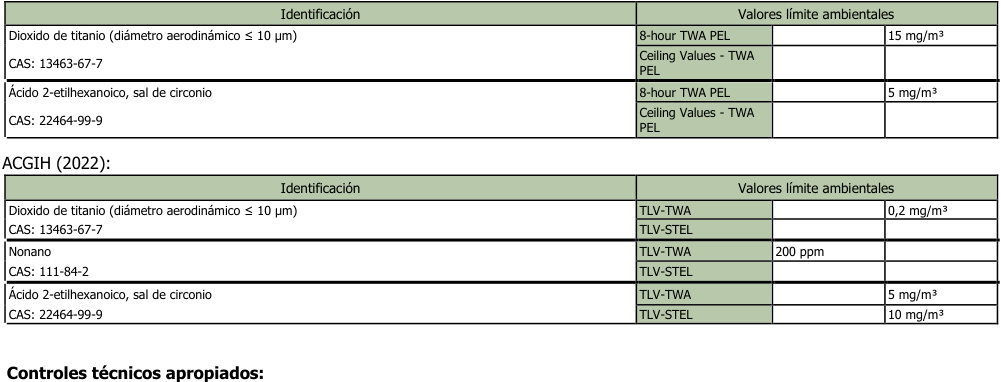 Identificación Valores límite ambientales
Dioxido de titanio (diámetro aerodinámico ≤ 10 μm) 8-hour TWA PEL 15 mg/m³
CAS: 13463-67-7 Ceiling Values - TWA
PEL
Ácido 2-etilhexanoico, sal de circonio 8-hour TWA PEL 5 mg/m³
CAS: 22464-99-9 Ceiling Values - TWA
PEL
ACGIH (2022):
Identificación Valores límite ambientales
Dioxido de titanio (diámetro aerodinámico ≤ 10 μm) TLV-TWA 0,2 mg/m³
CAS: 13463-67-7 TLV-STEL
Nonano TLV-TWA 200 ppm
CAS: 111-84-2 TLV-STEL
Ácido 2-etilhexanoico, sal de circonio TLV-TWA 5 mg/m³
CAS: 22464-99-9 TLV-STEL 10 mg/m³
Controles técnicos apropiados: